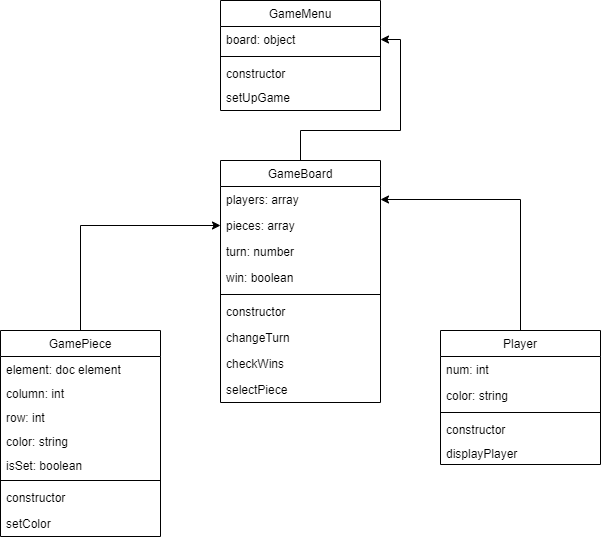 GameMenu
board: object
constructor
setUpGame
GameBoard
players: array
pieces: array
turn: number
win: boolean
constructor
changeTurn
checkWins
selectPiece
GamePiece
element: doc element
column: int
row: int
color: string
isSet: boolean
constructor
setColor
Player
num: int
color: string
constructor
displayPlayer